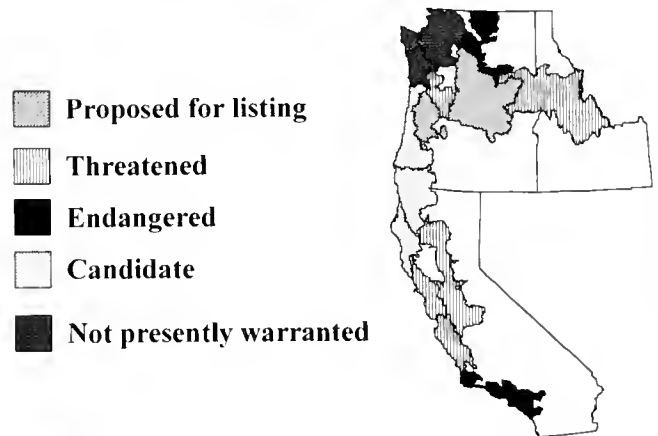 Proposed for listing
Threatened
Endangered
Candidate
Not presently warranted